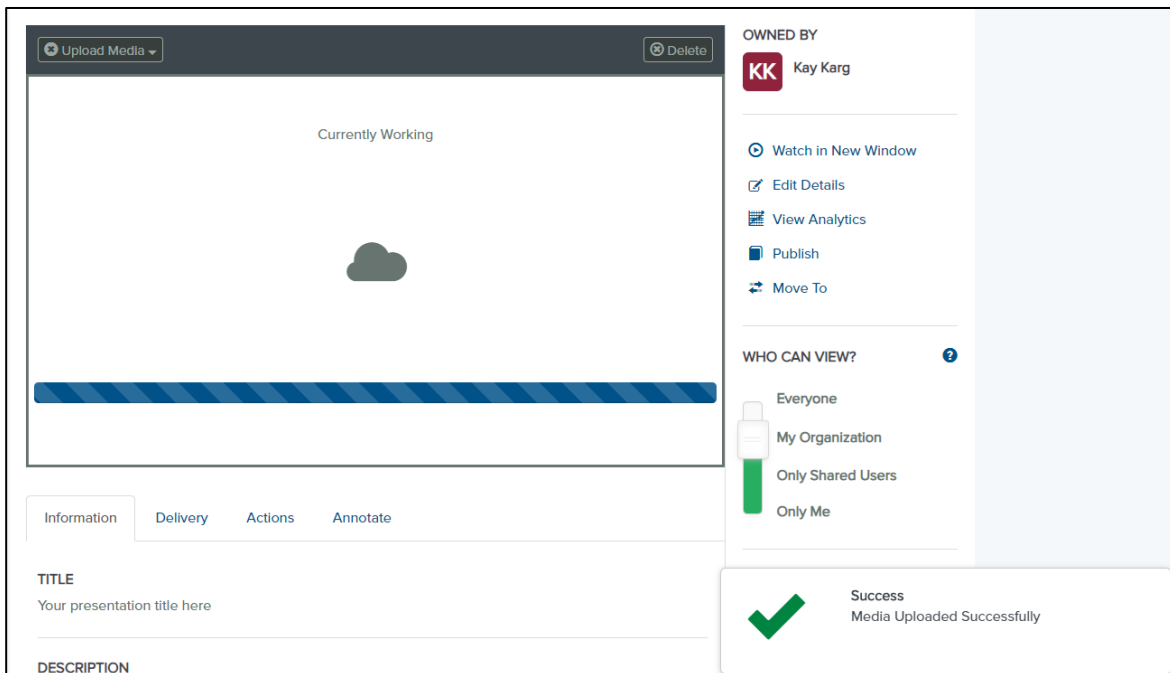 Upload Media
Delete
Currently Working
Information
Delivery
Actions
Annotate
TITLE
Your presentation title here
DESCRIPTION
OWNED BY
KK
Kay Karg
Watch in New Window
Edit Details
View Analytics
Publish
Move To
WHO CAN VIEW?
?
Everyone
My Organization
Only Shared Users
Only Me
Success
Media Uploaded Successfully